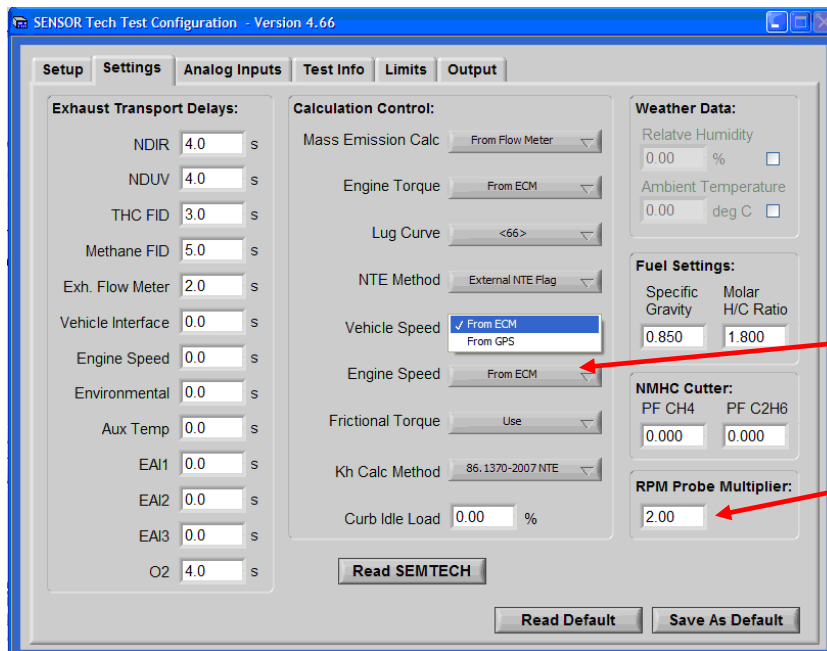 SENSOR Tech Test Configuration - Version 4.66
Setup Settings Analog Inputs Test Info Limits Output
Exhaust Transport Delays:
NDIR 4.0 s
NDUV 4.0 s
THC FID 3.0 s
Methane FID 5.0 s
Exh. Flow Meter 2.0 s
Vehicle Interface 0.0 s
Engine Speed 0.0 s
Environmental 0.0 s
Aux Temp 0.0 s
EAI1 0.0 s
EAI2 0.0 s
EAI3 0.0 s
O2 4.0 s
Calculation Control:
Mass Emission Calc From Flow Meter
Engine Torque From ECM
Lug Curve <66>
NTE Method External NTE Flag
Vehicle Speed ✓ From ECM
From GPS
Engine Speed From ECM
Frictional Torque Use
Kh Calc Method 86.1370-2007 NTE
Curb Idle Load 0.00 %
Read SEMTECH
Weather Data:
Relatve Humidity
0.00 %
Ambient Temperature
0.00 deg C
Fuel Settings:
Specific Molar
Gravity H/C Ratio
0.850 1.800
NMHC Cutter:
PF CH4 PF C2H6
0.000 0.000
RPM Probe Multiplier:
2.00
Read Default Save As Default